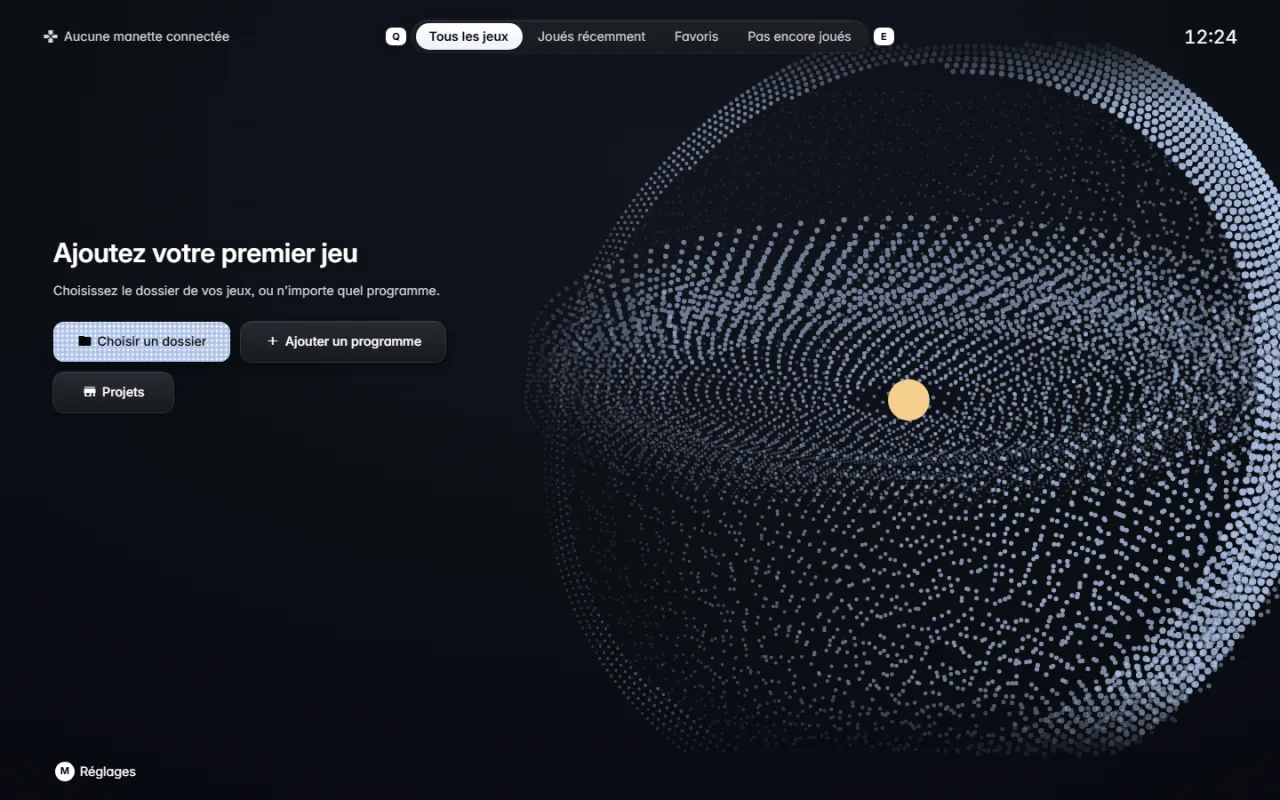 Aucune manette connectée
Q Tous les jeux Joués récemment Favoris Pas encore joués E
12:24
Ajoutez votre premier jeu
Choisissez le dossier de vos jeux, ou n’importe quel programme.
Choisir un dossier
Ajouter un programme
Projets
M Réglages